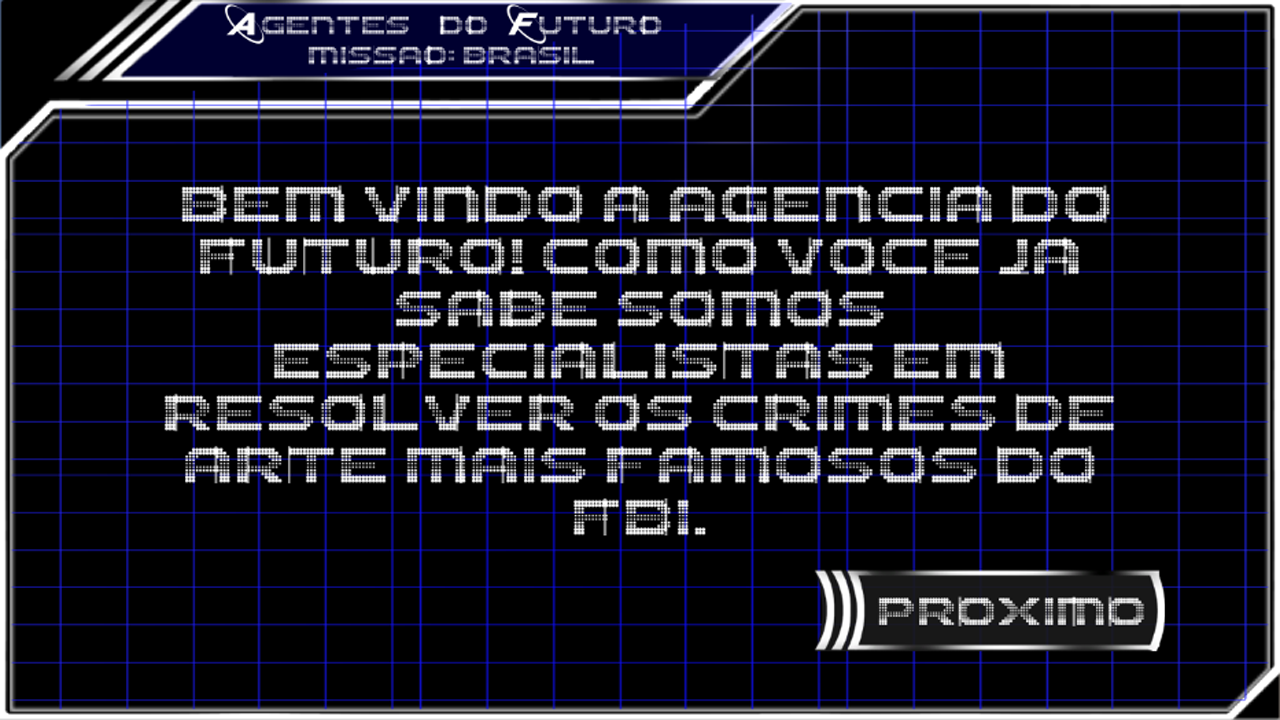 AGENTES DO FUTURO
MISSAO: BRASIL
BEM VINDO A AGENCIA DO
FUTURO! COMO VOCE JA
SABE SOMOS
ESPECIALISTAS EM
RESOLVER OS CRIMES DE
ARTE MAIS FAMOSOS DO
FBI.
PROXIMO